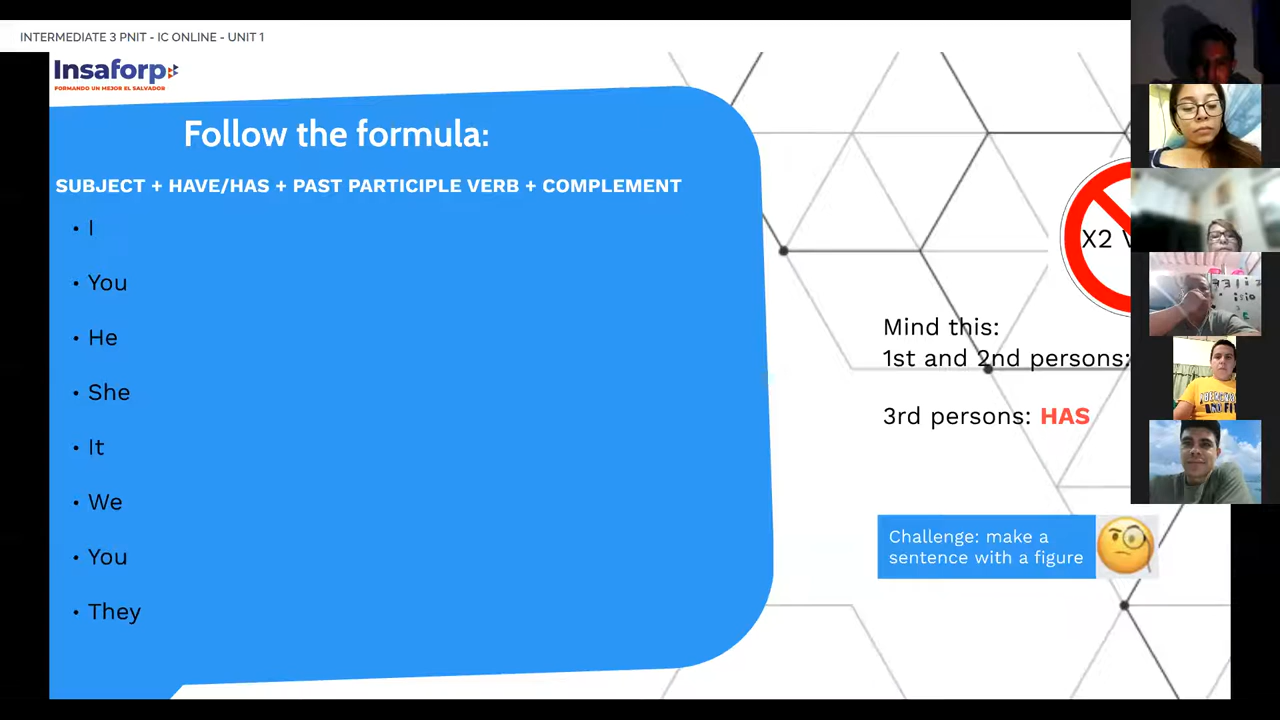 INTERMEDIATE 3 PNIT - IC ONLINE - UNIT 1
Insaforp
FORMANDO UN MEJOR EL SALVADOR
Follow the formula:
SUBJECT + HAVE/HAS + PAST PARTICIPLE VERB + COMPLEMENT
• I
• You
• He
• She
• It
• We
• You
• They
X2
Mind this:
1st and 2nd persons:
3rd persons: HAS
Challenge: make a
sentence with a figure